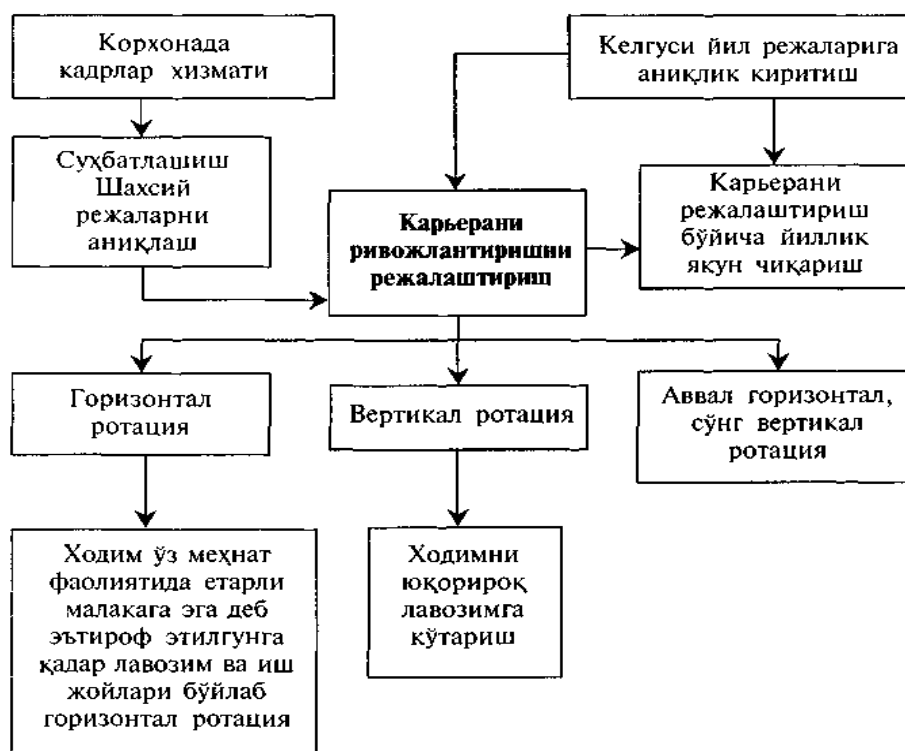 Корхонада
кадрлар хизмати
Келгуси йил режаларига
аниқлик киритиш
Суҳбатлашиш
Шахсий
режаларни
аниқлаш
Карьерани
ривожлантиришни
режалаштириш
Карьерани
режалаштириш
бўйича йиллик
якун чиқариш
Горизонтал
ротация
Вертикал ротация
Аввал горизонтал,
сўнг вертикал
ротация
Ходим ўз меҳнат
фаолиятида етарли
малакага эга деб
эътироф этилгунга
қадар лавозим ва иш
жойлари бўйлаб
горизонтал ротация
Ходимни
юқорироқ
лавозимга
кўтариш